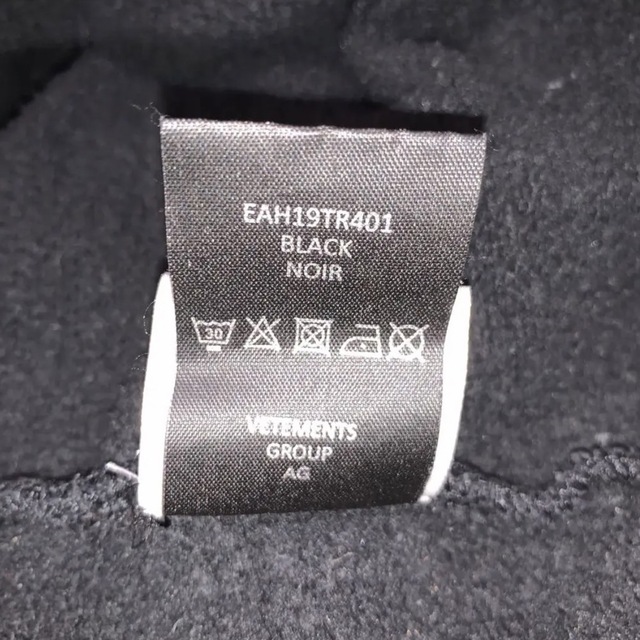 EAH19TR401
BLACK
NOIR
30
VETEMENTS
GROUP
AG